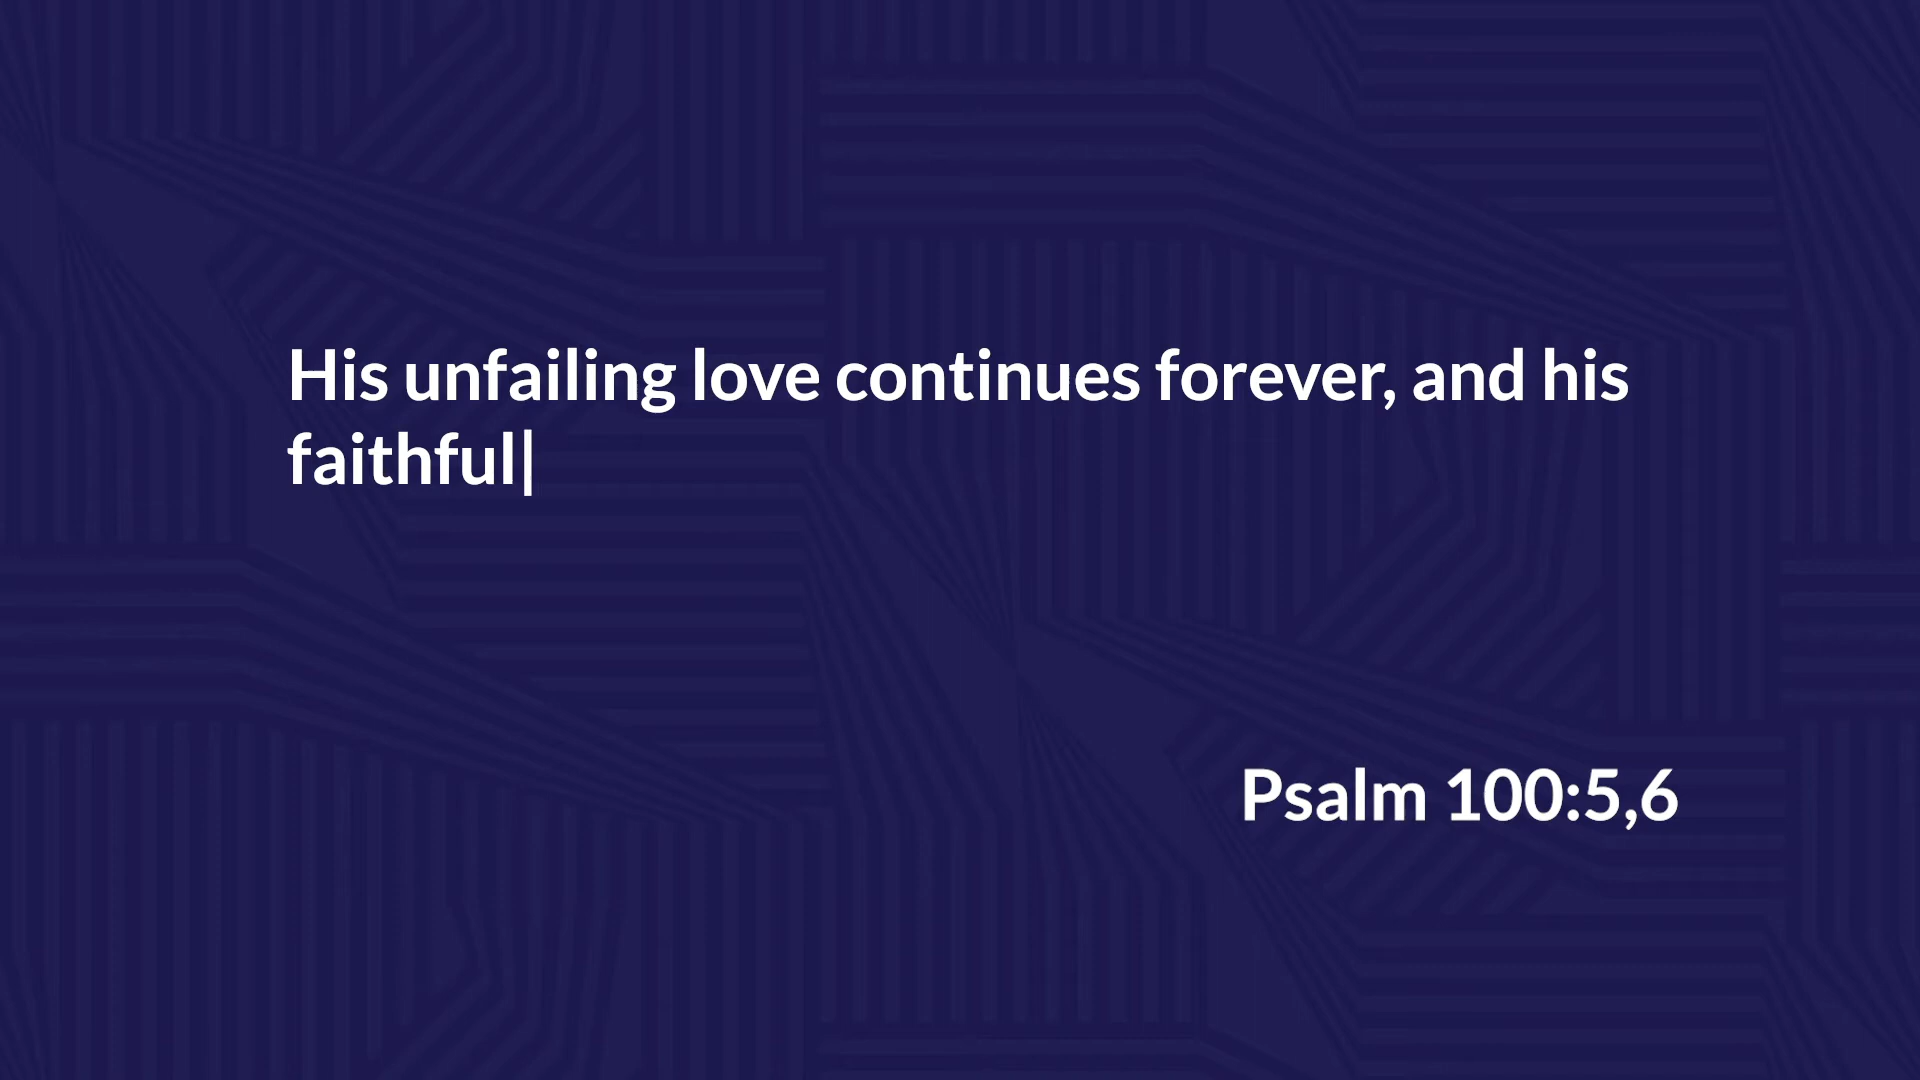 His unfailing love continues forever, and his
faithful|
Psalm 100:5,6